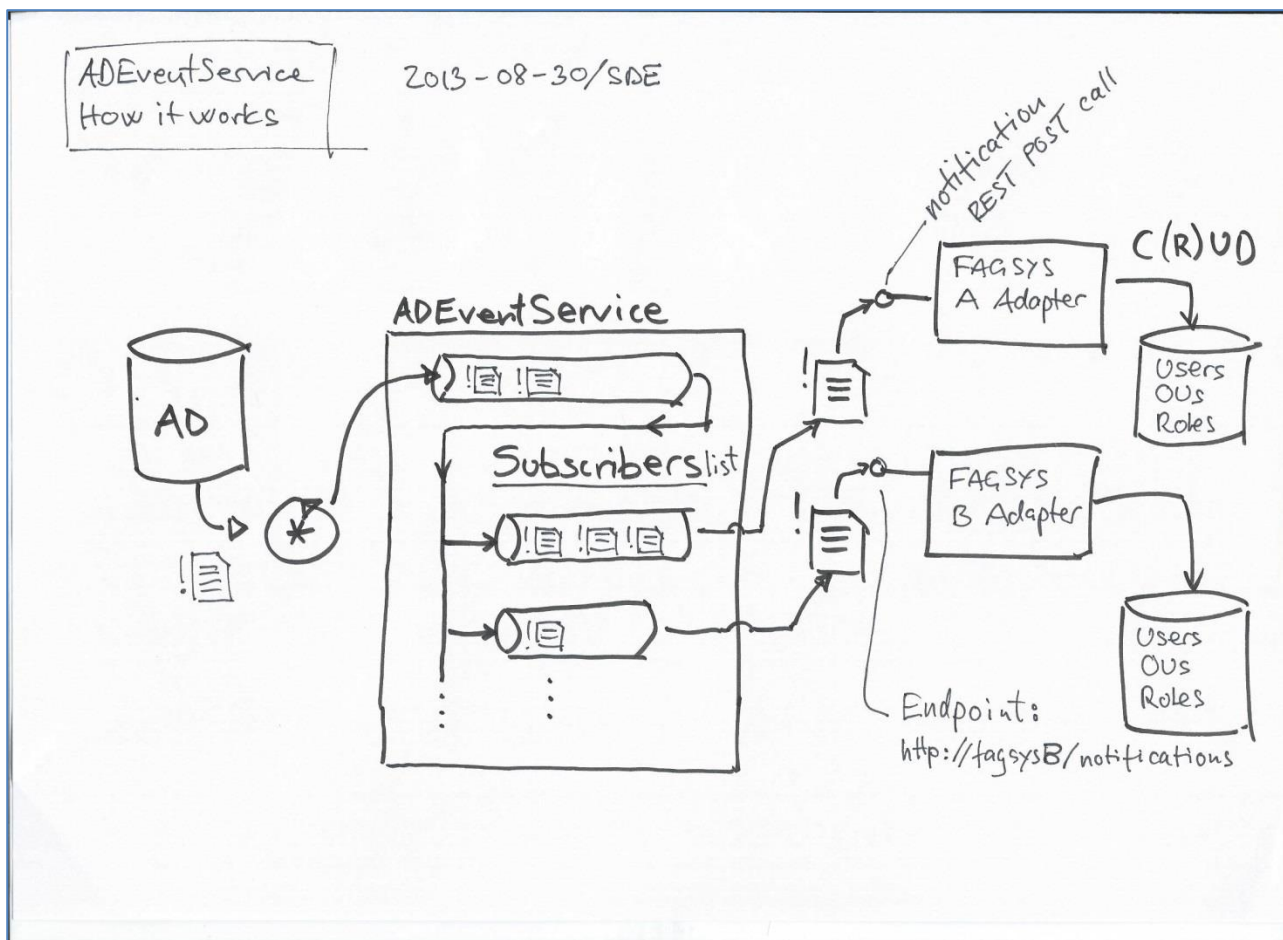 ADEventService
How it works
2013-08-30/SDE
notification
REST POST call
C(R)UD
FAGSYS
A Adapter
Users
OUs
Roles
ADEventService
AD
*
Subscribers list
!
!
!
!
!
!
!
!
!
FAGSYS
B Adapter
Users
OUs
Roles
Endpoint:
http://fagsysB/notifications